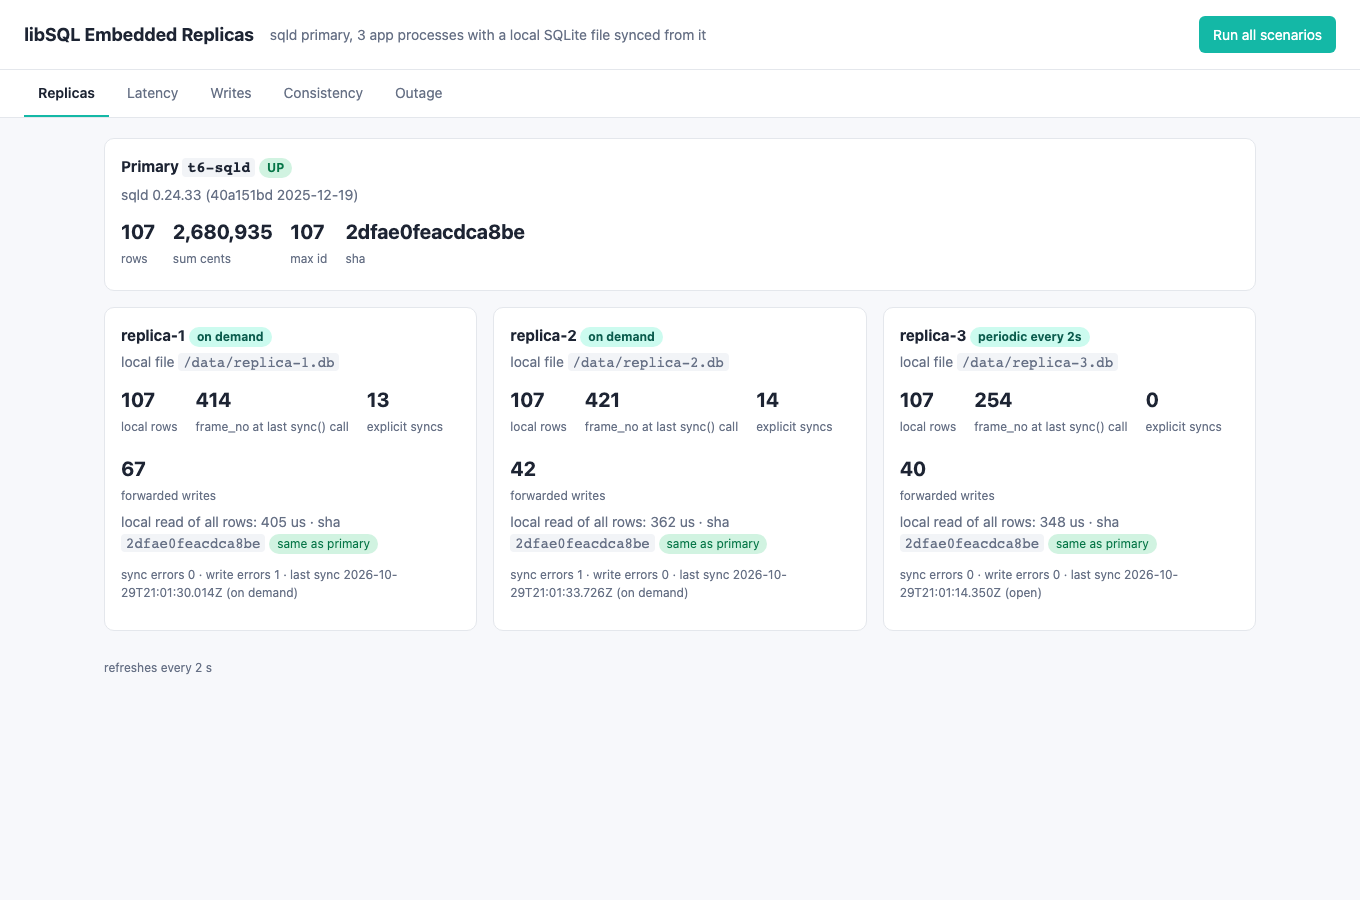 libSQL Embedded Replicas
sqld primary, 3 app processes with a local SQLite file synced from it
Run all scenarios
Replicas
Latency
Writes
Consistency
Outage
Primary t6-sqld UP
sqld 0.24.33 (40a151bd 2025-12-19)
107 2,680,935 107 2dfae0feacdca8be
rows sum cents max id sha
replica-1 on demand
local file /data/replica-1.db
107 414 13
local rows frame_no at last sync() call explicit syncs
67
forwarded writes
local read of all rows: 405 us · sha
2dfae0feacdca8be same as primary
sync errors 0 · write errors 1 · last sync 2026-10-
29T21:01:30.014Z (on demand)
replica-2 on demand
local file /data/replica-2.db
107 421 14
local rows frame_no at last sync() call explicit syncs
42
forwarded writes
local read of all rows: 362 us · sha
2dfae0feacdca8be same as primary
sync errors 1 · write errors 0 · last sync 2026-10-
29T21:01:33.726Z (on demand)
replica-3 periodic every 2s
local file /data/replica-3.db
107 254 0
local rows frame_no at last sync() call explicit syncs
40
forwarded writes
local read of all rows: 348 us · sha
2dfae0feacdca8be same as primary
sync errors 0 · write errors 0 · last sync 2026-10-
29T21:01:14.350Z (open)
refreshes every 2 s